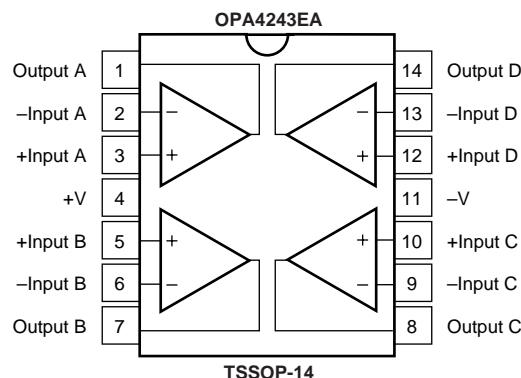 OPA4243EA
Output A 1 14 Output D
–Input A 2 – – 13 –Input D
+Input A 3 + + 12 +Input D
+V 4 11 –V
+Input B 5 + + 10 +Input C
–Input B 6 – – 9 –Input C
Output B 7 8 Output C
TSSOP-14